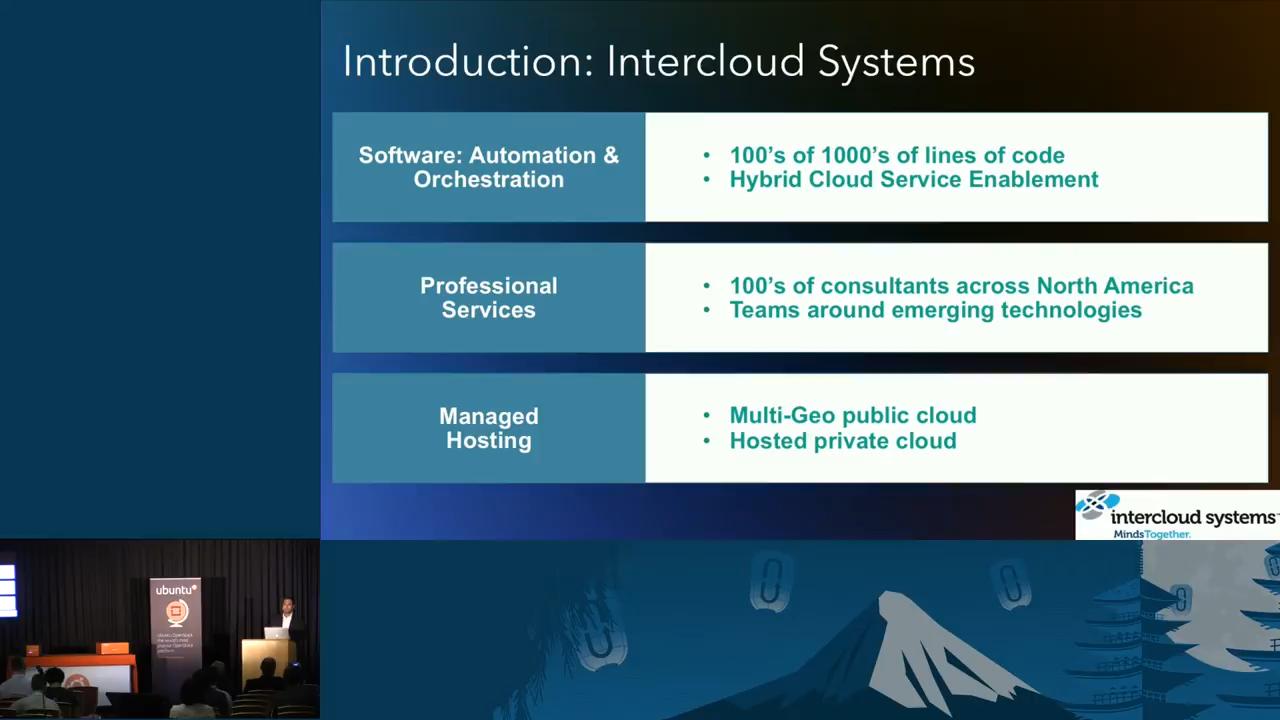 Introduction: Intercloud Systems
Software: Automation &
Orchestration
• 100's of 1000's of lines of code
• Hybrid Cloud Service Enablement
Professional
Services
• 100's of consultants across North America
• Teams around emerging technologies
Managed
Hosting
• Multi-Geo public cloud
• Hosted private cloud
intercloud systems
MindsTogether.
ubuntu